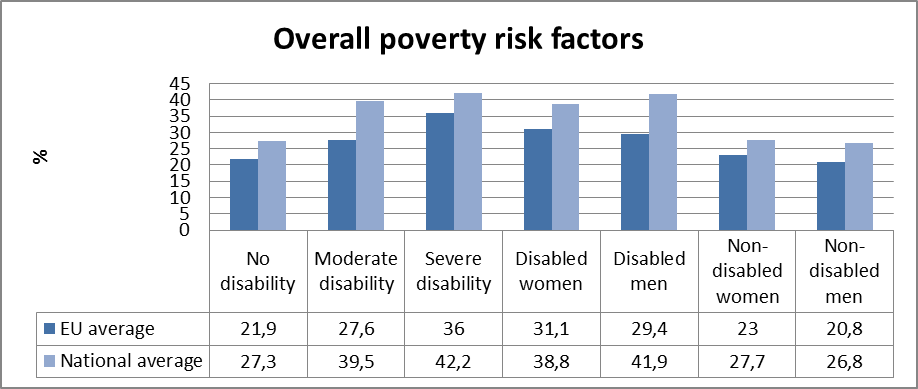 Overall poverty risk factors
%
45
40
35
30
25
20
15
10
5
0
No disability Moderate disability Severe disability Disabled women Disabled men Non-disabled women Non-disabled men
EU average 21,9 27,6 36 31,1 29,4 23 20,8
National average 27,3 39,5 42,2 38,8 41,9 27,7 26,8